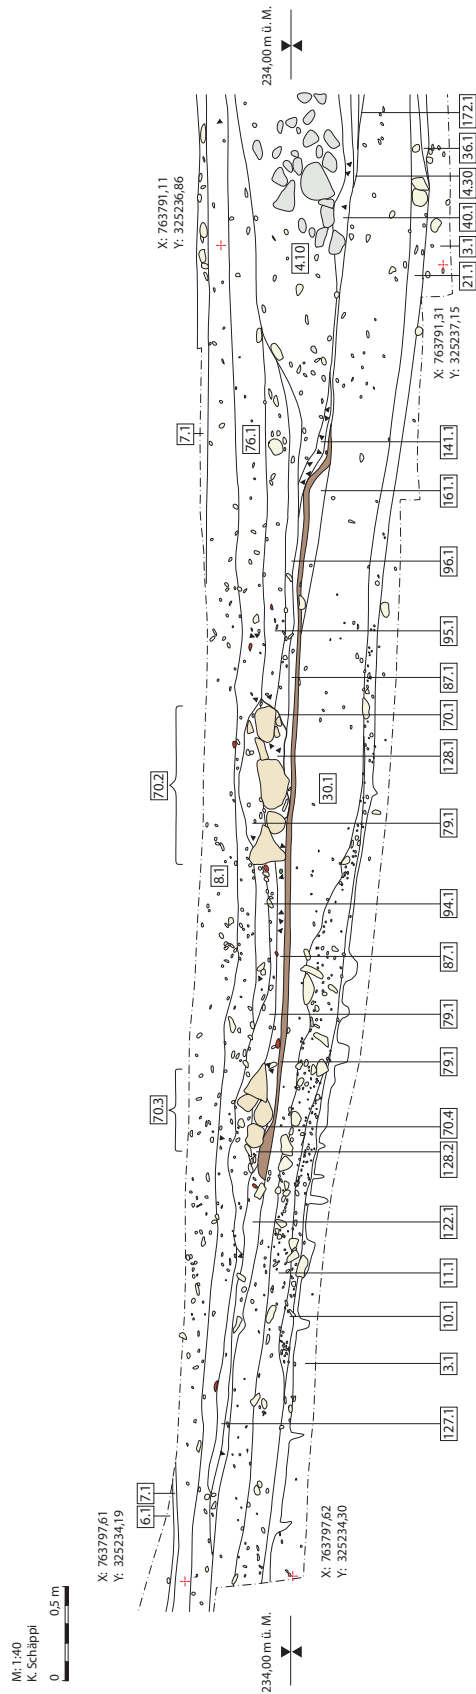 M: 1:40
K. Schäppi
0
0,5 m
234,00 m ü. M.
X: 763797,61
Y: 325234,19
X: 763797,62
Y: 325234,30
6.1
7.1
70.3
70.2
8.1
30.1
7.1
76.1
4.10
X: 763791,11
Y: 325236,86
X: 763791,31
Y: 325237,15
234,00 m ü. M.
127.1
3.1
10.1
11.1
122.1
128.2
70.4
79.1
79.1
87.1
94.1
79.1
128.1
70.1
87.1
95.1
96.1
161.1
141.1
21.1
3.1
40.1
4.30
36.1
172.1